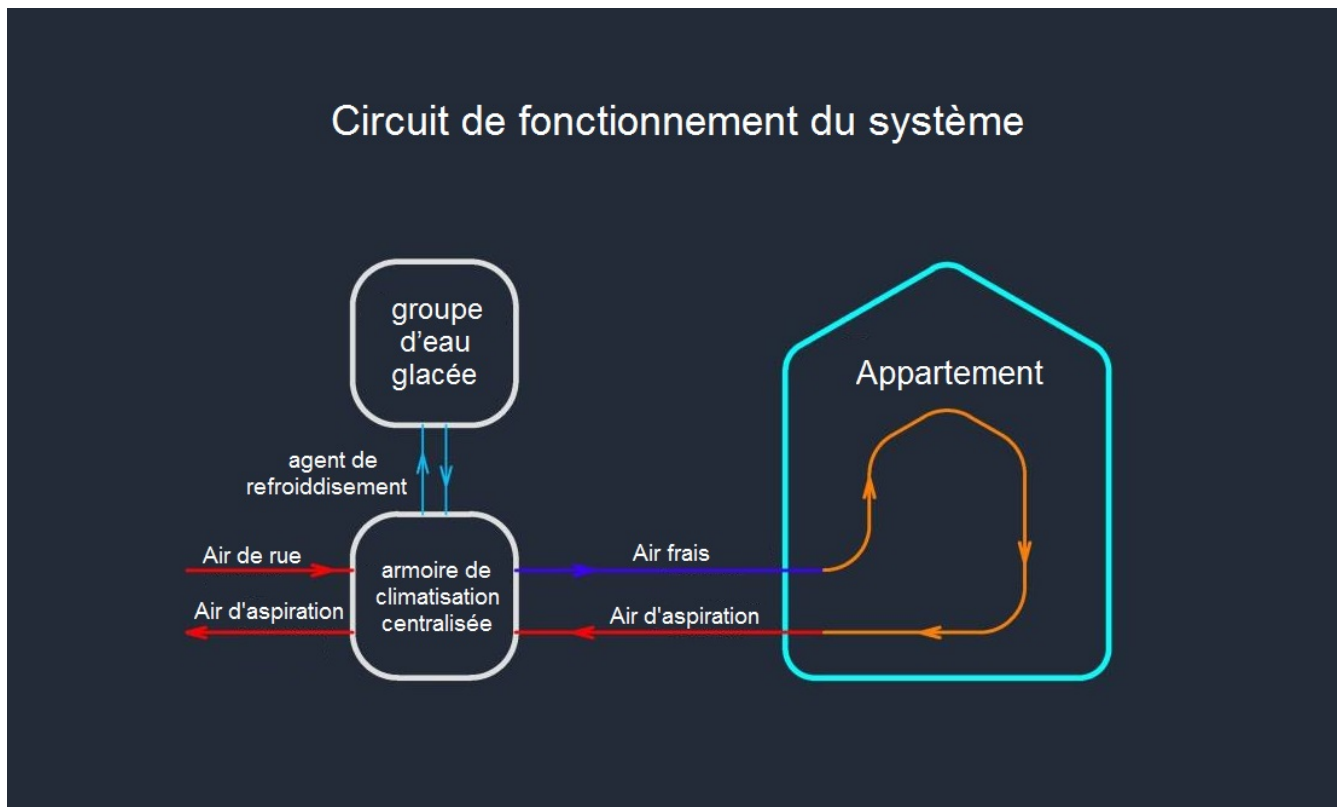 Circuit de fonctionnement du système
groupe
d'eau
glacée
Appartement
agent de
refroiddisement
Air de rue
armoire de
climatisation
centralisée
Air frais
Air d'aspiration
Air d'aspiration